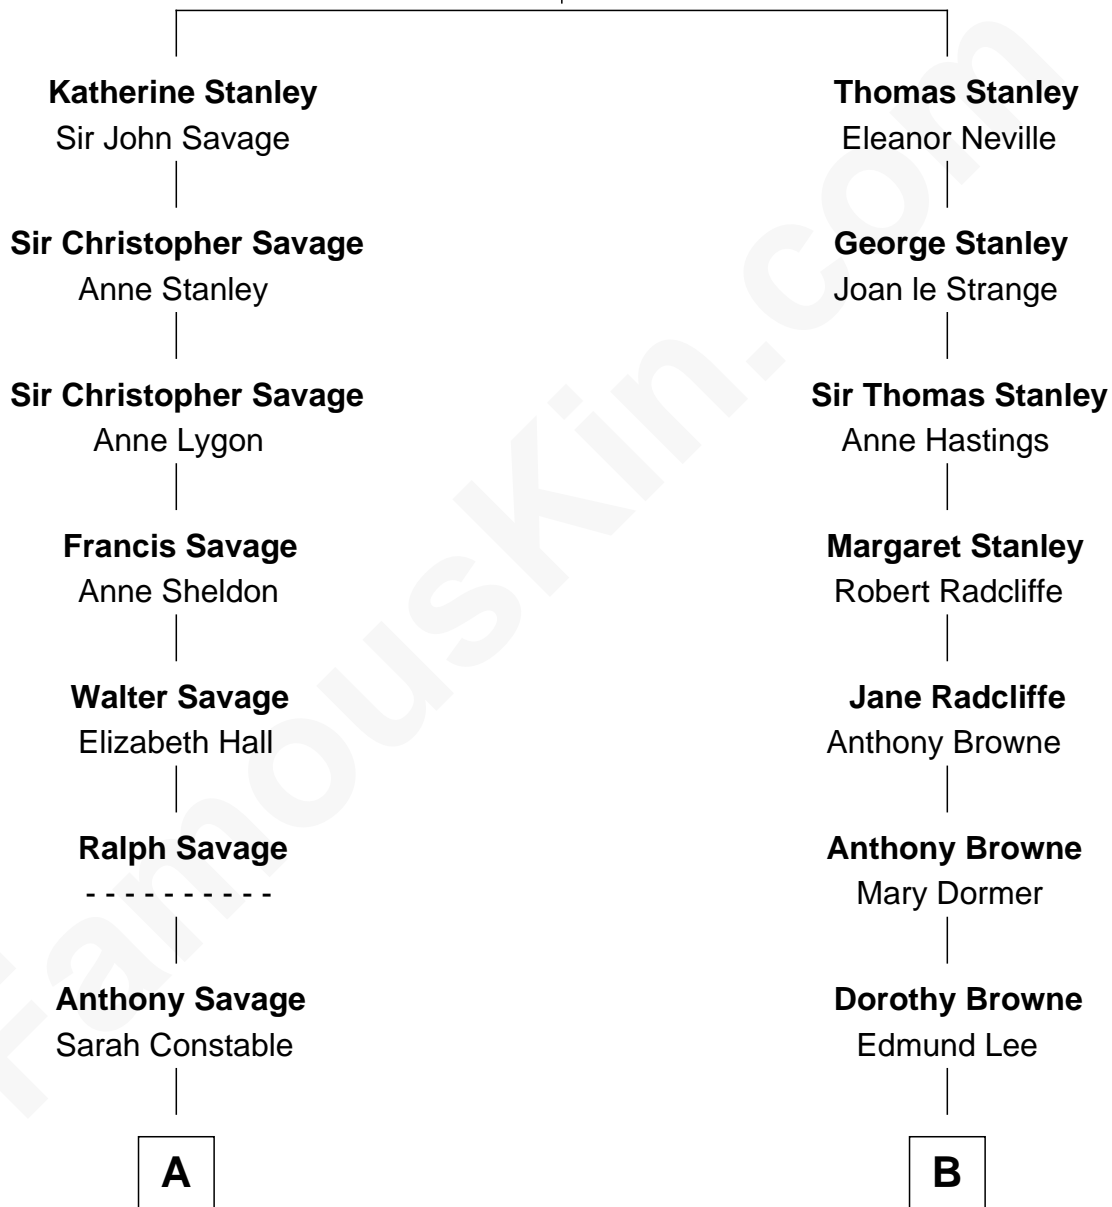 Katherine Stanley
Sir John Savage
Sir Christopher Savage
Anne Stanley
Sir Christopher Savage
Anne Lygon
Francis Savage
Anne Sheldon
Walter Savage
Elizabeth Hall
Ralph Savage
- - - - - - - - - -
Anthony Savage
Sarah Constable
A
Thomas Stanley
Eleanor Neville
George Stanley
Joan le Strange
Sir Thomas Stanley
Anne Hastings
Margaret Stanley
Robert Radcliffe
Jane Radcliffe
Anthony Browne
Anthony Browne
Mary Dormer
Dorothy Browne
Edmund Lee
B
FamousKin.com